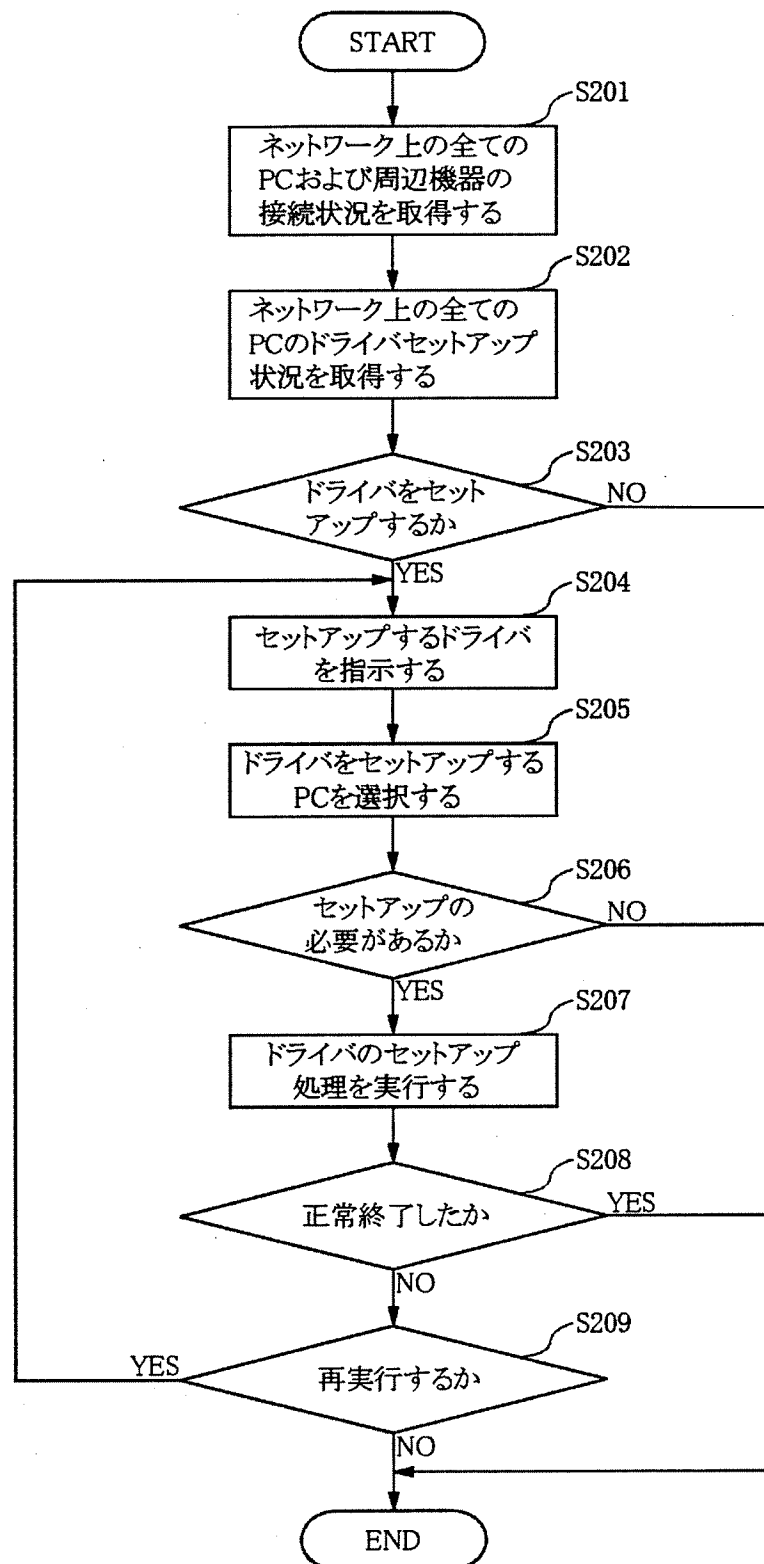 START
S201
ネットワーク上の全ての
PCおよび周辺機器の
接続状況を取得する
S202
ネットワーク上の全ての
PCのドライバセットアップ
状況を取得する
S203
ドライバをセット
アップするか
NO
YES
S204
セットアップするドライバ
を指示する
S205
ドライバをセットアップする
PCを選択する
S206
セットアップの
必要があるか
NO
YES
S207
ドライバのセットアップ
処理を実行する
S208
正常終了したか
YES
NO
S209
YES
再実行するか
NO
END